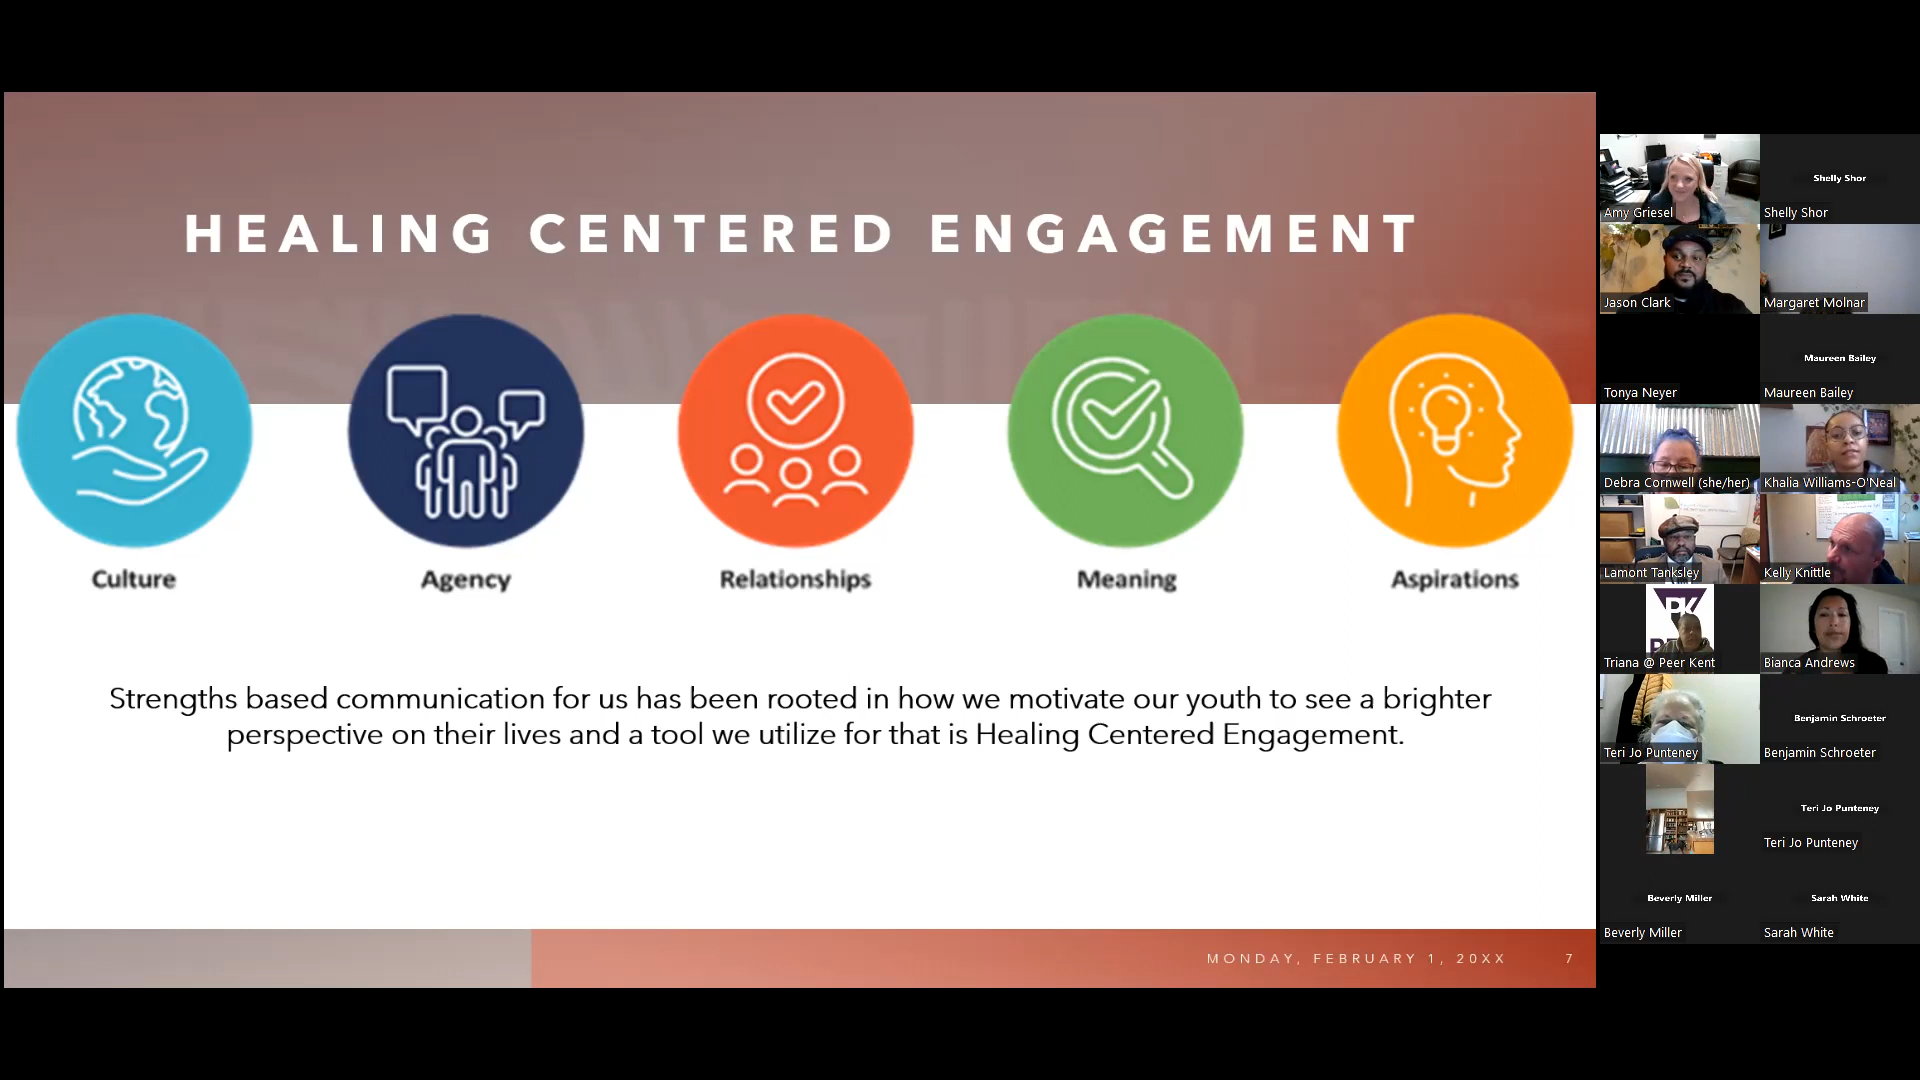 HEALING CENTERED ENGAGEMENT
Culture
Agency
Relationships
Meaning
Aspirations
Strengths based communication for us has been rooted in how we motivate our youth to see a brighter
perspective on their lives and a tool we utilize for that is Healing Centered Engagement.
MONDAY, FEBRUARY 1, 20XX
7
Amy Griesel
Shelly Shor
Shelly Shor
Jason Clark
Margaret Molnar
Tonya Neyer
Maureen Bailey
Maureen Bailey
Debra Cornwell (she/her)
Khalia Williams-O'Neal
Lamont Tanksley
Kelly Knittle
PK
Triana @ Peer Kent
Bianca Andrews
Teri Jo Punteney
Benjamin Schroeter
Benjamin Schroeter
Teri Jo Punteney
Teri Jo Punteney
Beverly Miller
Beverly Miller
Sarah White
Sarah White